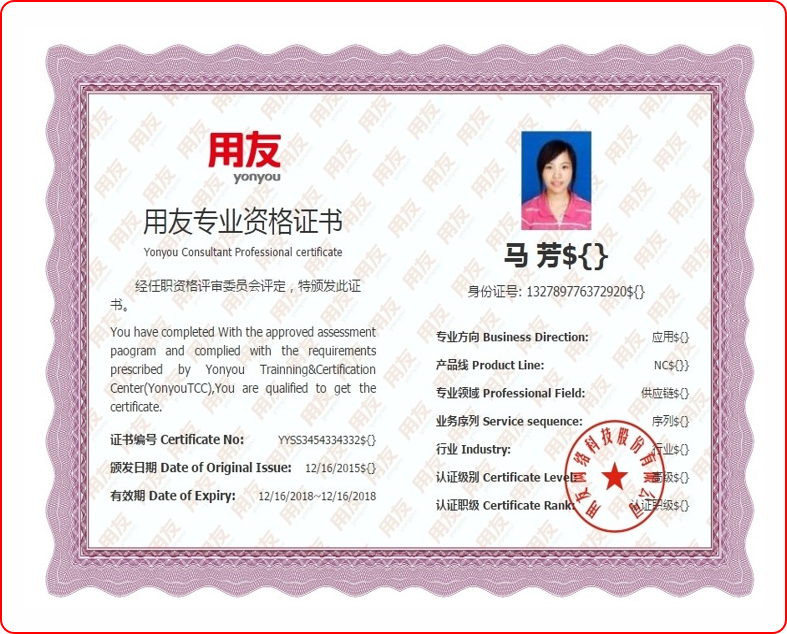 用友
yonyou
用友专业资格证书
Yonyou Consultant Professional certificate
经任职资格评审委员会评定，特颁发此证
书。
You have completed With the approved assessment
paogram and complied with the requirements
prescribed by Yonyou Trainning&Certification
Center(YonyouTCC),You are qualified to get the
certificate.
证书编号 Certificate No: YYSS3454334332${}
颁发日期 Date of Original Issue: 12/16/2015${}
有效期 Date of Expiry: 12/16/2018~12/16/2018
马 芳${}
身份证号: 132789776372920${}
专业方向 Business Direction: 应用${}
产品线 Product Line: NC${}}
专业领域 Professional Field: 供应链${}
业务序列 Service sequence: 序列${}
行业 Industry: 行业${}
认证级别 Certificate Level: 高级${}
认证职级 Certificate Rank: 认证职级${}
用友网络科技股份有限公司